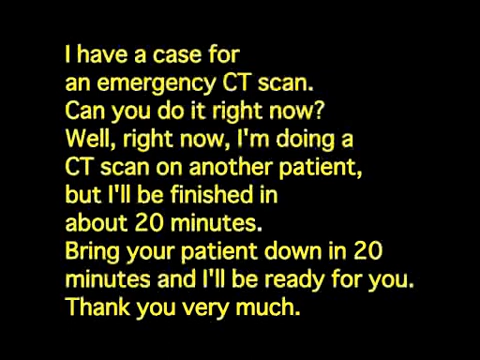 I have a case for
an emergency CT scan.
Can you do it right now?
Well, right now, I'm doing a
CT scan on another patient,
but I'll be finished in
about 20 minutes.
Bring your patient down in 20
minutes and I'll be ready for you.
Thank you very much.